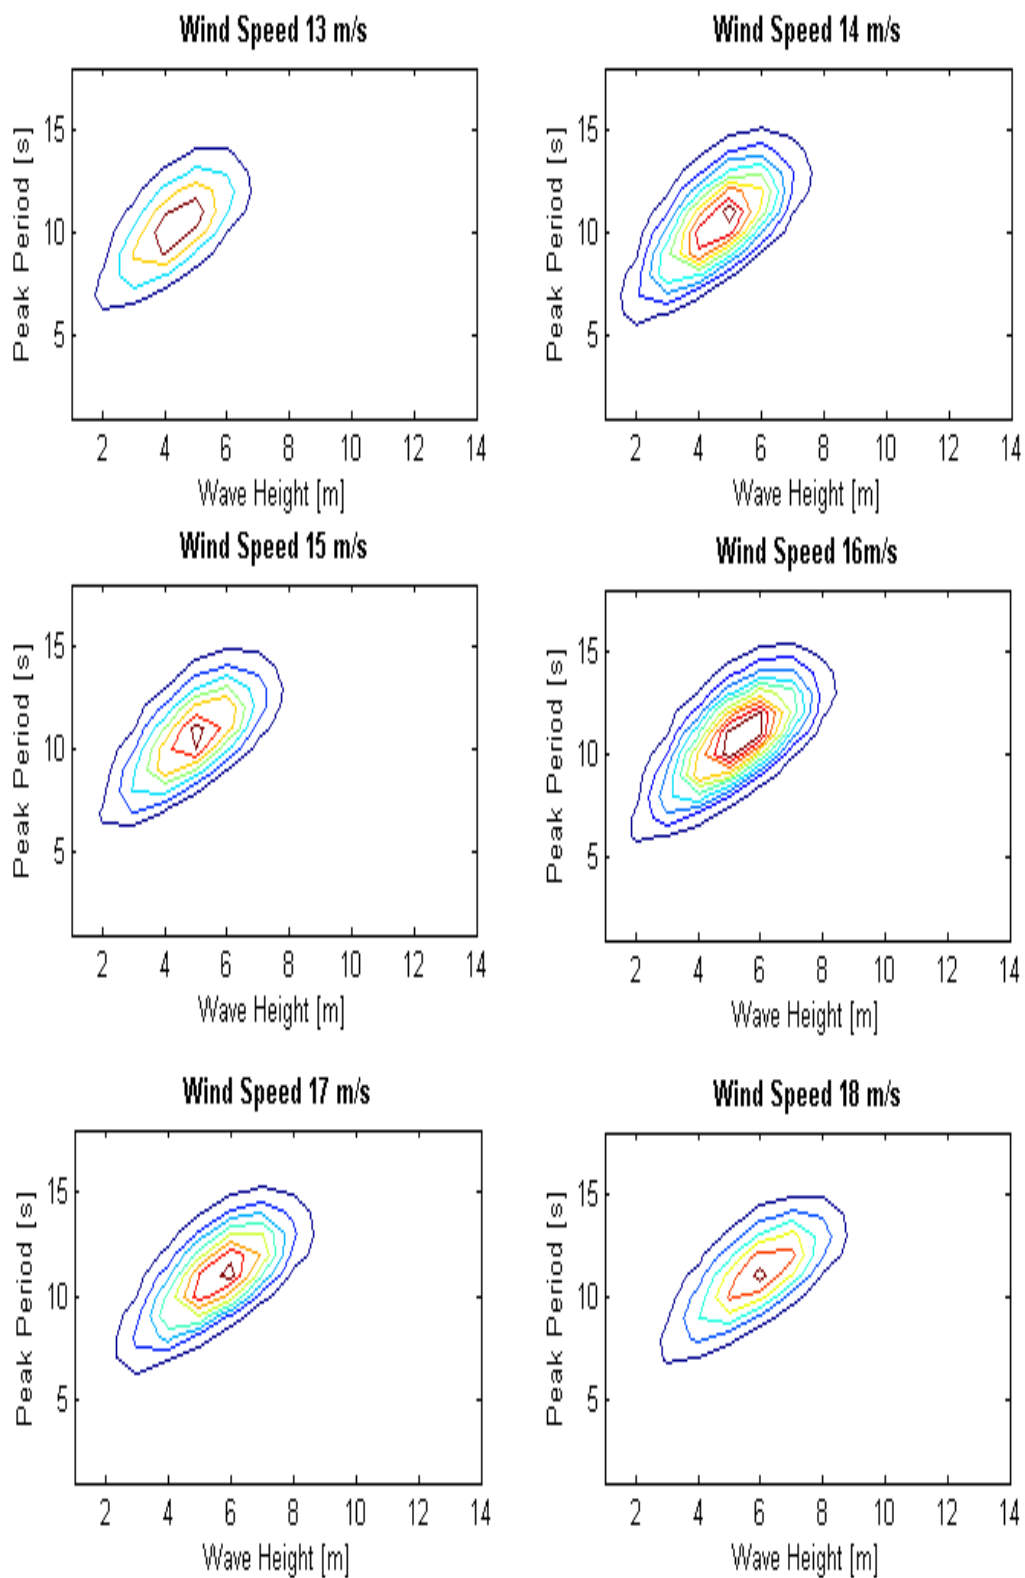 Wind Speed 13 m/s
Peak Period [s]
15
10
5
2 4 6 8 10 12 14
Wave Height [m]
Wind Speed 14 m/s
Peak Period [s]
15
10
5
2 4 6 8 10 12 14
Wave Height [m]
Wind Speed 15 m/s
Peak Period [s]
15
10
5
2 4 6 8 10 12 14
Wave Height [m]
Wind Speed 16m/s
Peak Period [s]
15
10
5
2 4 6 8 10 12 14
Wave Height [m]
Wind Speed 17 m/s
Peak Period [s]
15
10
5
2 4 6 8 10 12 14
Wave Height [m]
Wind Speed 18 m/s
Peak Period [s]
15
10
5
2 4 6 8 10 12 14
Wave Height [m]